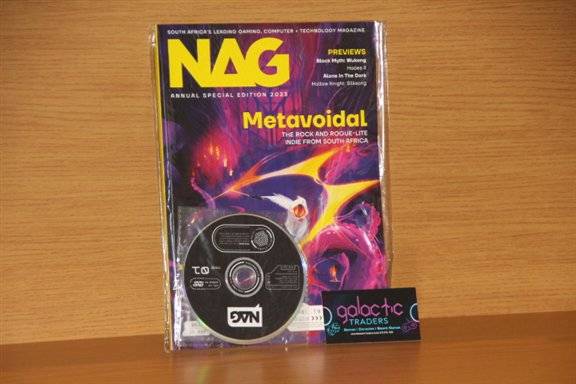 SOUTH AFRICA'S LEADING GAMING, COMPUTER + TECHNOLOGY MAGAZINE
NAG
ANNUAL SPECIAL EDITION 2023
PREVIEWS
Black Myth: Wukong
Hades II
Alone In The Dark
Hollow Knight: Silksong
Metavoidal
THE ROCK AND ROGUE-LITE
INDIE FROM SOUTH AFRICA
NAG
galactic
TRADERS